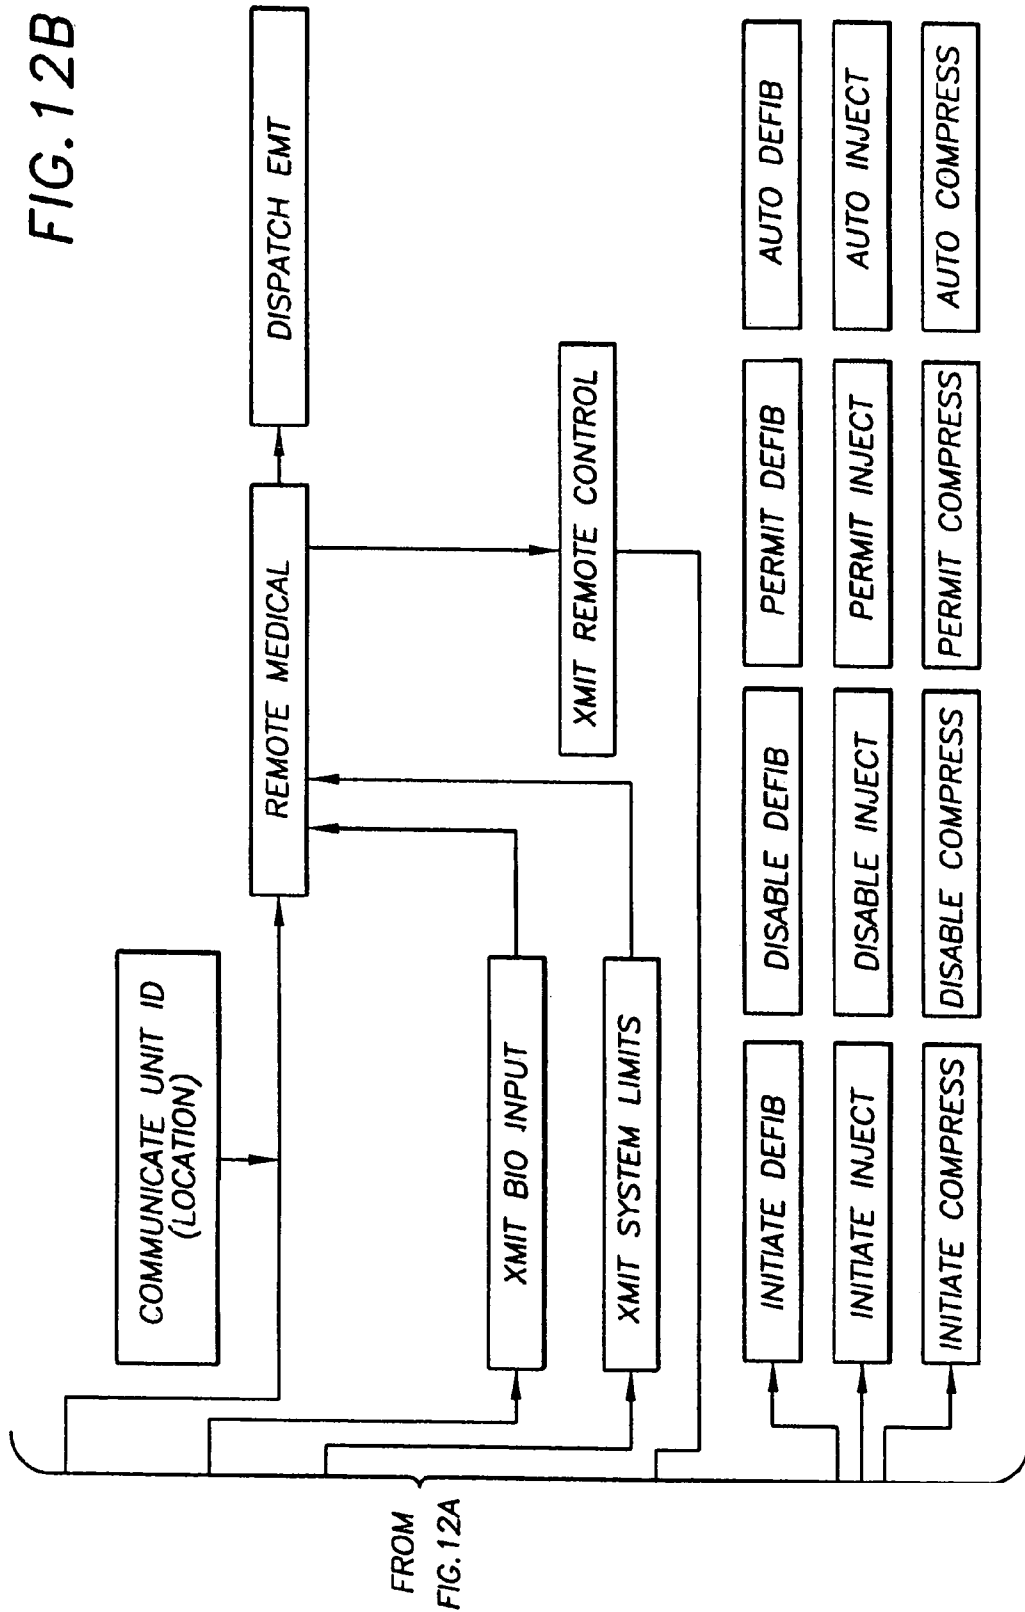 FIG.12B
COMMUNICATE UNIT ID
(LOCATION)
REMOTE MEDICAL
DISPATCH EMT
XMIT BIO INPUT
XMIT SYSTEM LIMITS
XMIT REMOTE CONTROL
FROM
FIG.12A
INITIATE DEFIB
DISABLE DEFIB
PERMIT DEFIB
AUTO DEFIB
INITIATE INJECT
DISABLE INJECT
PERMIT INJECT
AUTO INJECT
INITIATE COMPRESS
DISABLE COMPRESS
PERMIT COMPRESS
AUTO COMPRESS